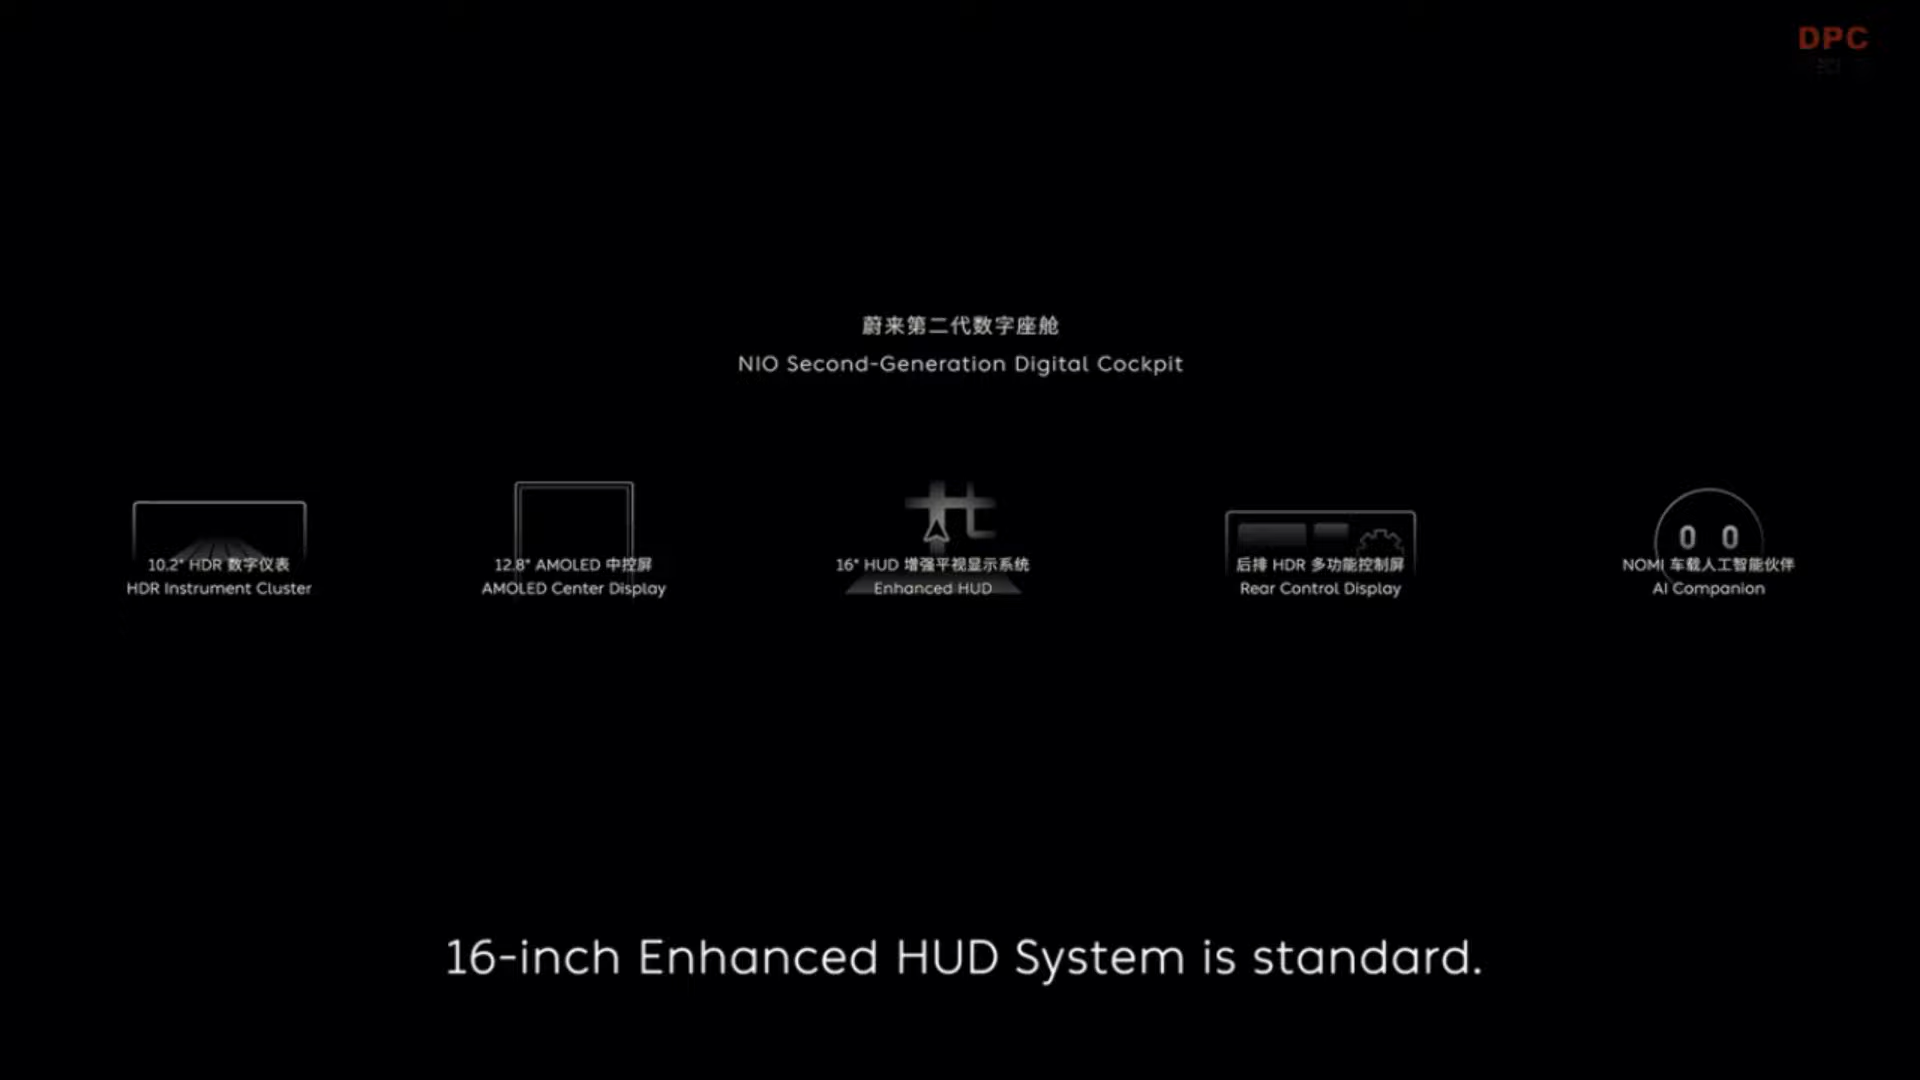 DPC
蔚来第二代数字座舱
NIO Second-Generation Digital Cockpit
10.2" HDR 数字仪表
HDR Instrument Cluster
12.8" AMOLED 中控屏
AMOLED Center Display
16" HUD 增强平视显示系统
Enhanced HUD
后排 HDR 多功能控制屏
Rear Control Display
NOMI 车载人工智能伙伴
AI Companion
16-inch Enhanced HUD System is standard.